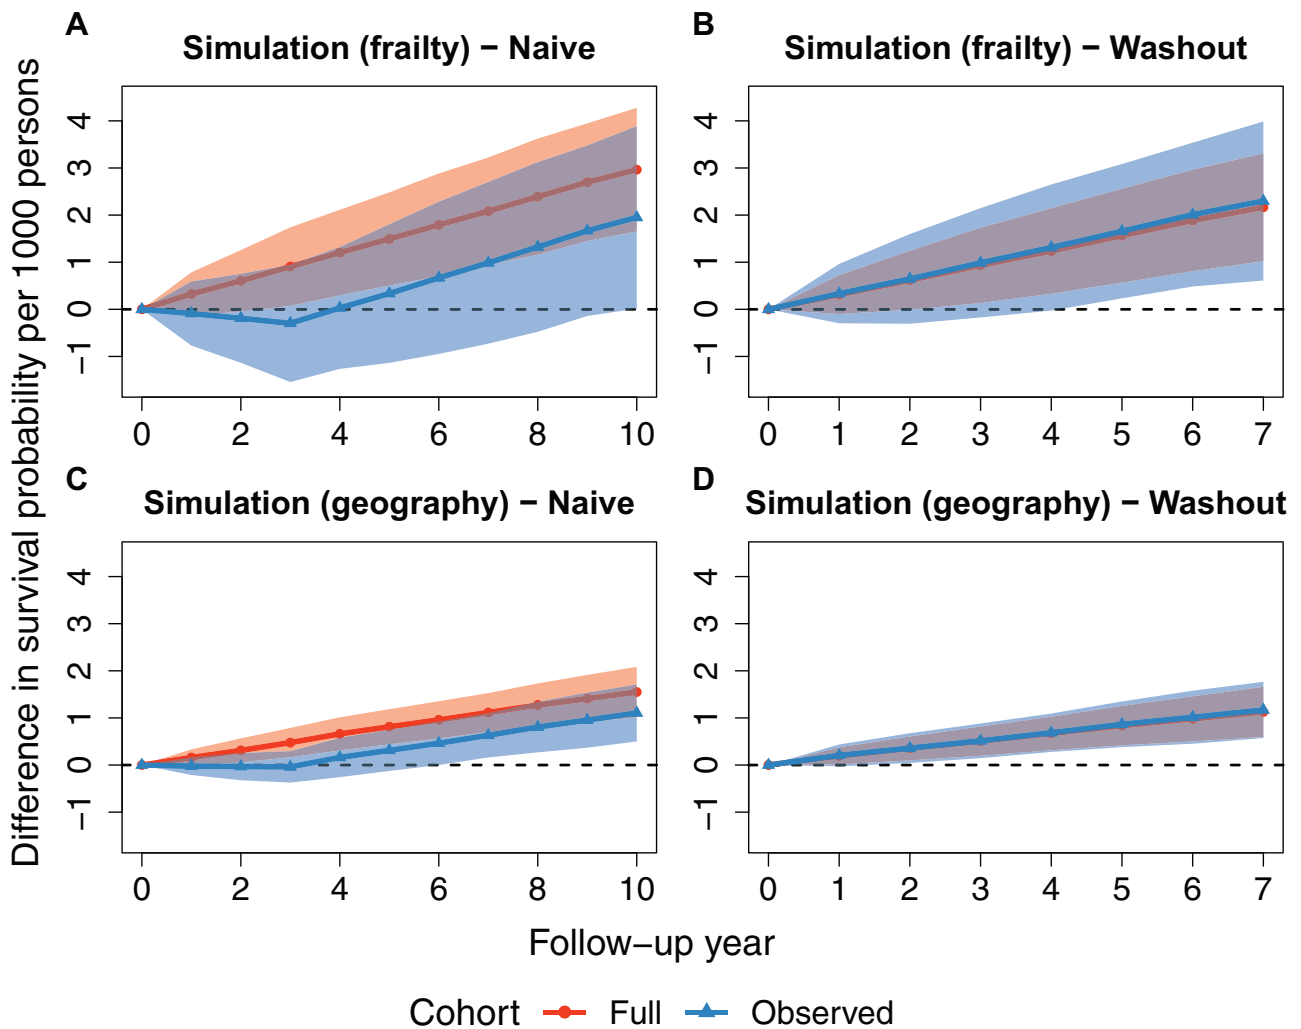 Difference in survival probability per 1000 persons
A
Simulation (frailty) − Naive
4
3
2
1
0
−1
0 2 4 6 8 10
B
Simulation (frailty) − Washout
4
3
2
1
0
−1
0 1 2 3 4 5 6 7
C
Simulation (geography) − Naive
4
3
2
1
0
−1
0 2 4 6 8 10
D
Simulation (geography) − Washout
4
3
2
1
0
−1
0 1 2 3 4 5 6 7
Follow−up year
Cohort Full Observed